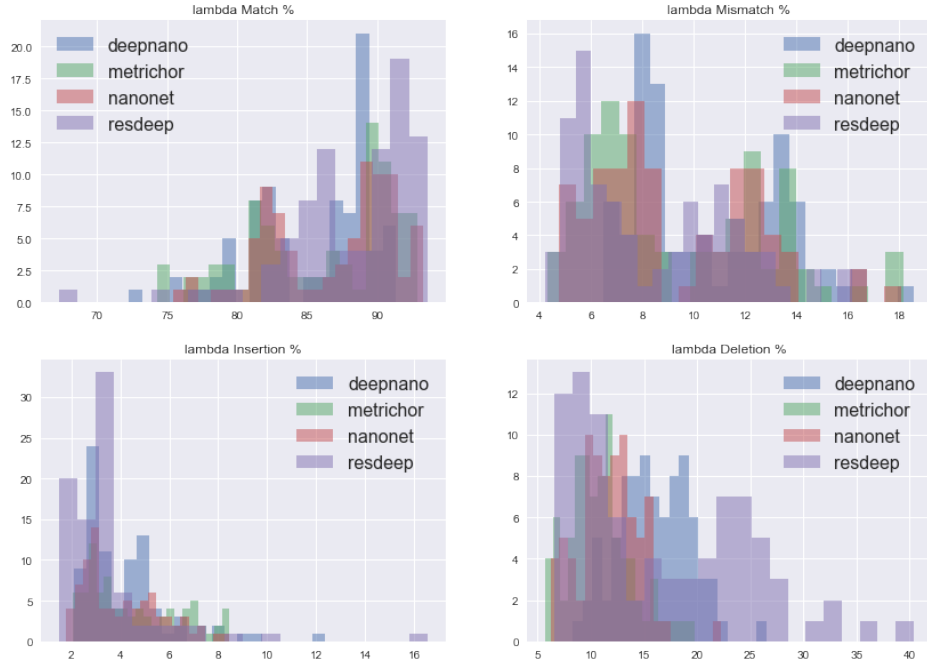 lambda Match %
20.0
17.5
15.0
12.5
10.0
7.5
5.0
2.5
0.0
70 75 80 85 90
deepnano
metrichor
nanonet
resdeep
lambda Mismatch %
16
14
12
10
8
6
4
2
0
4 6 8 10 12 14 16 18
deepnano
metrichor
nanonet
resdeep
lambda Insertion %
30
25
20
15
10
5
0
2 4 6 8 10 12 14 16
deepnano
metrichor
nanonet
resdeep
lambda Deletion %
12
10
8
6
4
2
0
5 10 15 20 25 30 35 40
deepnano
metrichor
nanonet
resdeep